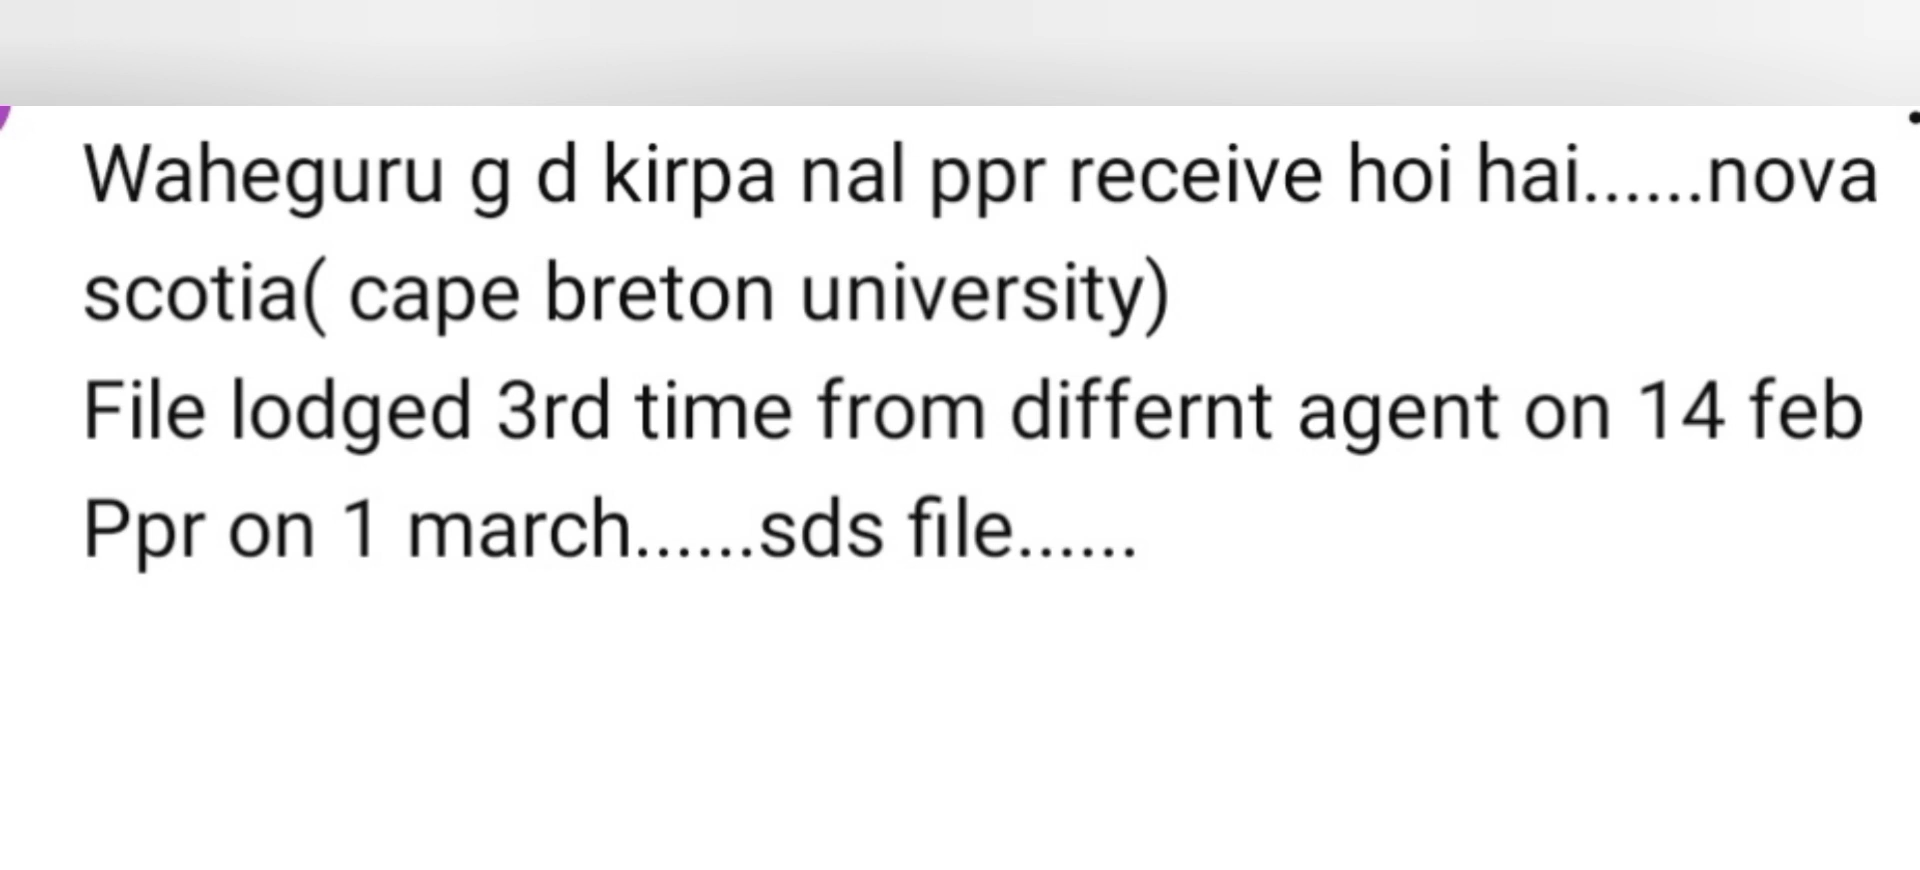 Waheguru g d kirpa nal ppr receive hoi hai......nova
scotia( cape breton university)
File lodged 3rd time from differnt agent on 14 feb
Ppr on 1 march......sds file......